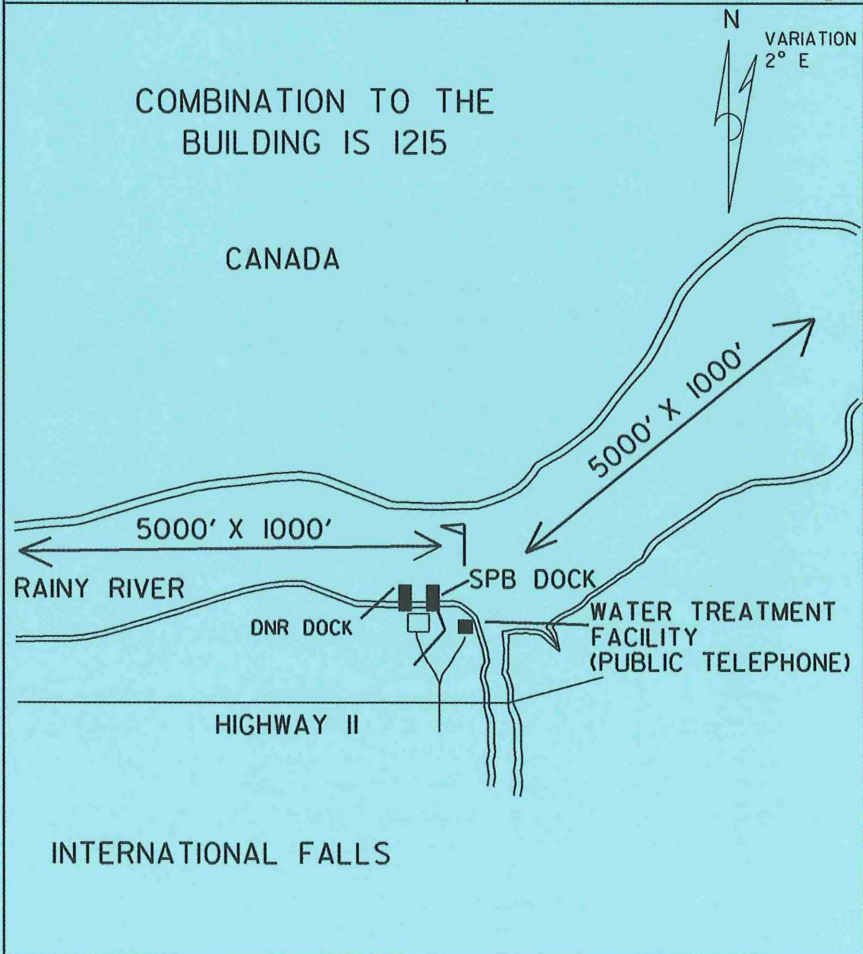 N
VARIATION
2° E
COMBINATION TO THE
BUILDING IS 1215
CANADA
5000' X 1000'
5000' X 1000'
RAINY RIVER
SPB DOCK
DNR DOCK
WATER TREATMENT
FACILITY
(PUBLIC TELEPHONE)
HIGHWAY 11
INTERNATIONAL FALLS